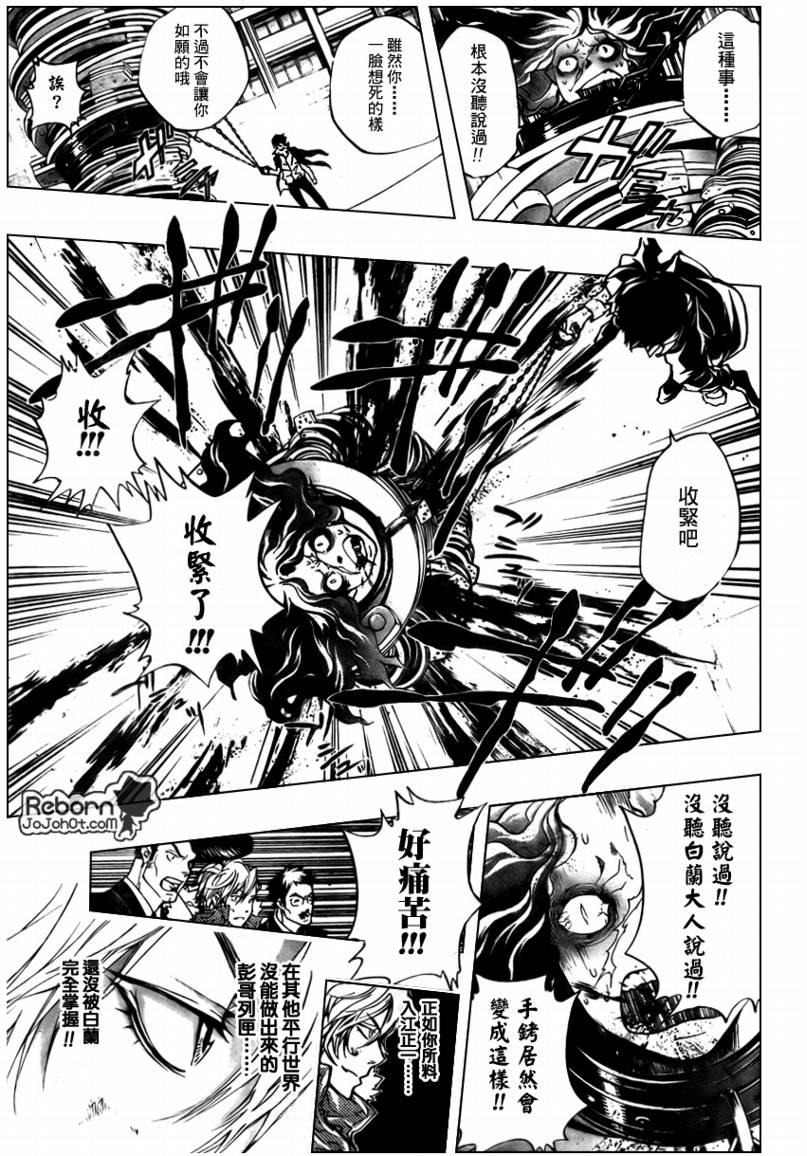 這種事……
根本沒聽說過!!
雖然你……
一臉想死的樣
不過不會讓你
如願的哦
誒？
收緊吧
收!!!
收緊了!!!
沒聽說過!!
沒聽白蘭大人說過!!
手銬居然會
變成這樣!!
好痛苦!!!
正如你所料
入江正一……
在其他平行世界
沒能做出來的
彭哥列匣……
還沒被白蘭
完全掌握!!
Reborn
JoJoHot.com